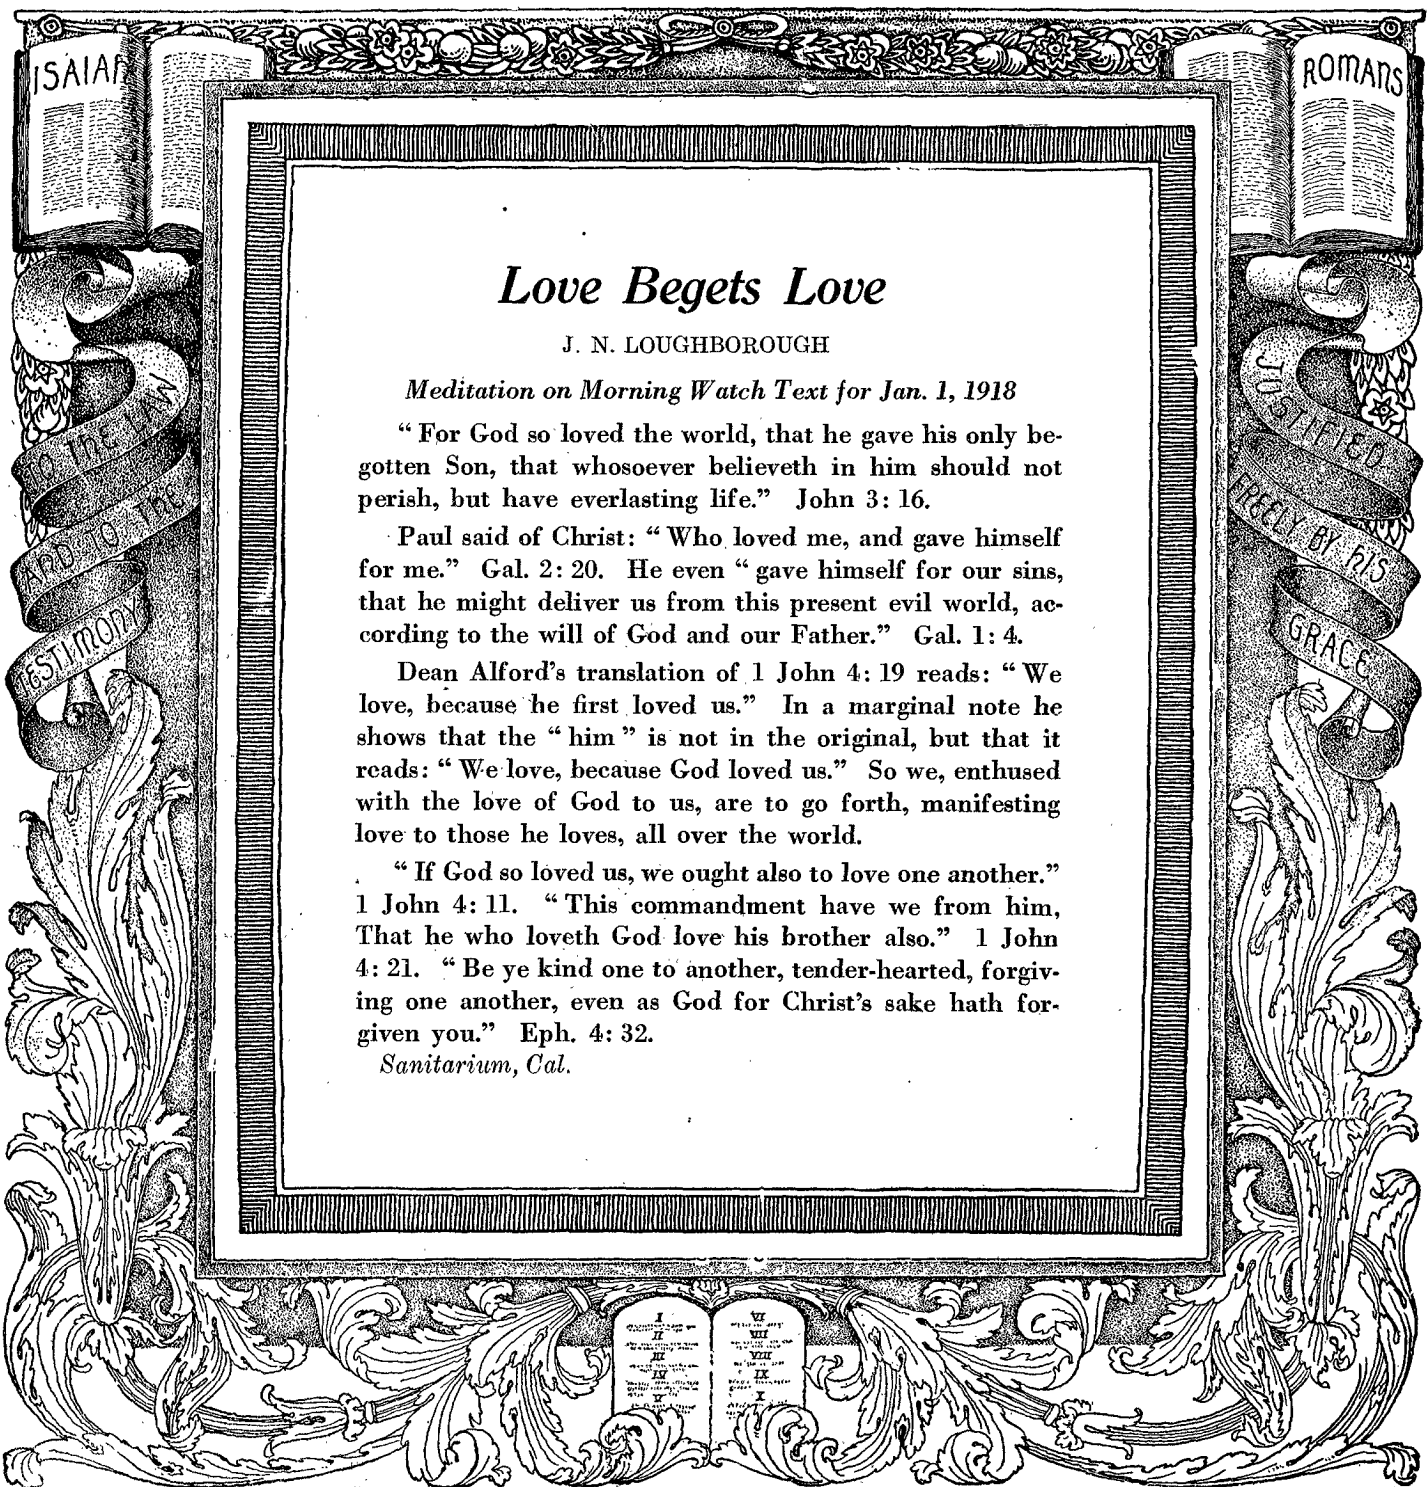 ISAIAH
ROMANS
TO THE LAW
AND TO THE
TESTIMONY
JUSTIFIED
FREELY BY HIS
GRACE
Love Begets Love
J. N. LOUGHBOROUGH
Meditation on Morning Watch Text for Jan. 1, 1918
“ For God so loved the world, that he gave his only be-
gotten Son, that whosoever believeth in him should not
perish, but have everlasting life.” John 3: 16.
Paul said of Christ: “ Who loved me, and gave himself
for me.” Gal. 2: 20. He even “ gave himself for our sins,
that he might deliver us from this present evil world, ac-
cording to the will of God and our Father.” Gal. 1: 4.
Dean Alford’s translation of 1 John 4: 19 reads: “ We
love, because he first loved us.” In a marginal note he
shows that the “ him ” is not in the original, but that it
reads: “ We love, because God loved us.” So we, enthused
with the love of God to us, are to go forth, manifesting
love to those he loves, all over the world.
“ If God so loved us, we ought also to love one another.”
1 John 4: 11. “ This commandment have we from him,
That he who loveth God love his brother also.” 1 John
4: 21. “ Be ye kind one to another, tender-hearted, forgiv-
ing one another, even as God for Christ’s sake hath for-
given you.” Eph. 4: 32.
Sanitarium, Cal.
I
II
III
IV
V
VI
VII
VIII
IX
X